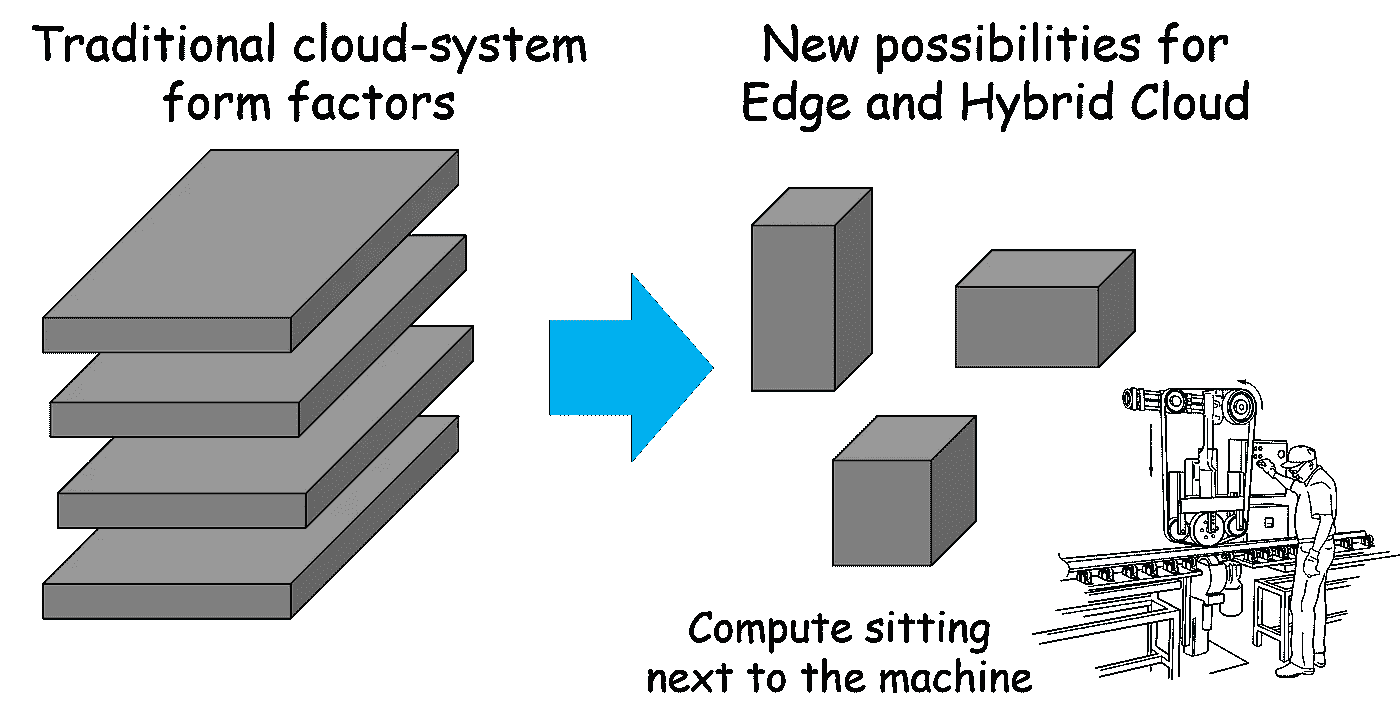 Traditional cloud-system
form factors
New possibilities for
Edge and Hybrid Cloud
Compute sitting
next to the machine